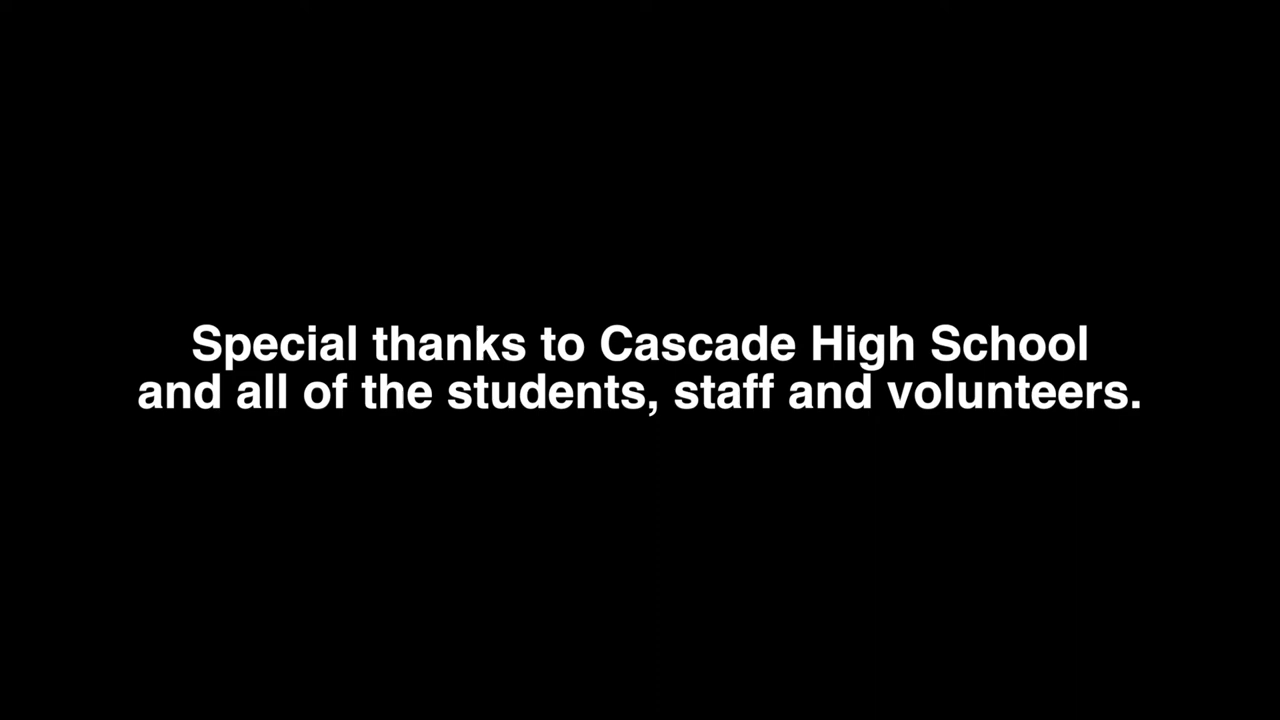 Special thanks to Cascade High School
and all of the students, staff and volunteers.